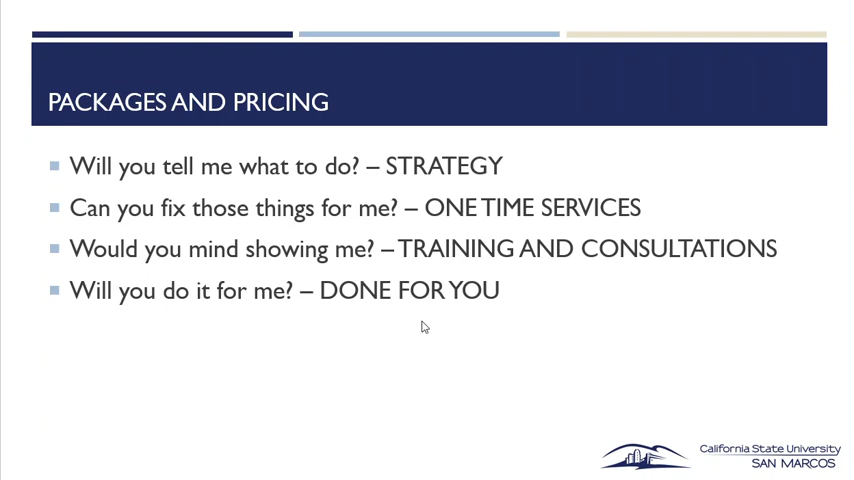 PACKAGES AND PRICING
Will you tell me what to do? – STRATEGY
Can you fix those things for me? – ONE TIME SERVICES
Would you mind showing me? – TRAINING AND CONSULTATIONS
Will you do it for me? – DONE FOR YOU
California State University
SAN MARCOS